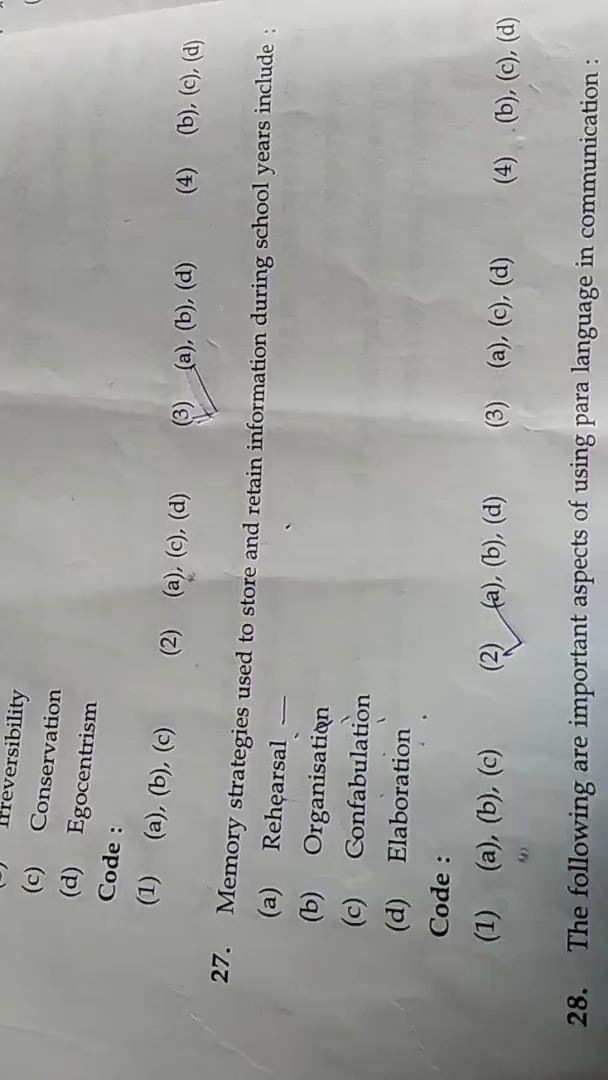 Irreversibility
(c) Conservation
(d) Egocentrism
Code :
(1) (a), (b), (c) (2) (a), (c), (d) (3) (a), (b), (d) (4) (b), (c), (d)
27. Memory strategies used to store and retain information during school years include :
(a) Rehearsal
(b) Organisation
(c) Confabulation
(d) Elaboration
Code :
(1) (a), (b), (c) (2) (a), (b), (d) (3) (a), (c), (d) (4) (b), (c), (d)
28. The following are important aspects of using para language in communication :